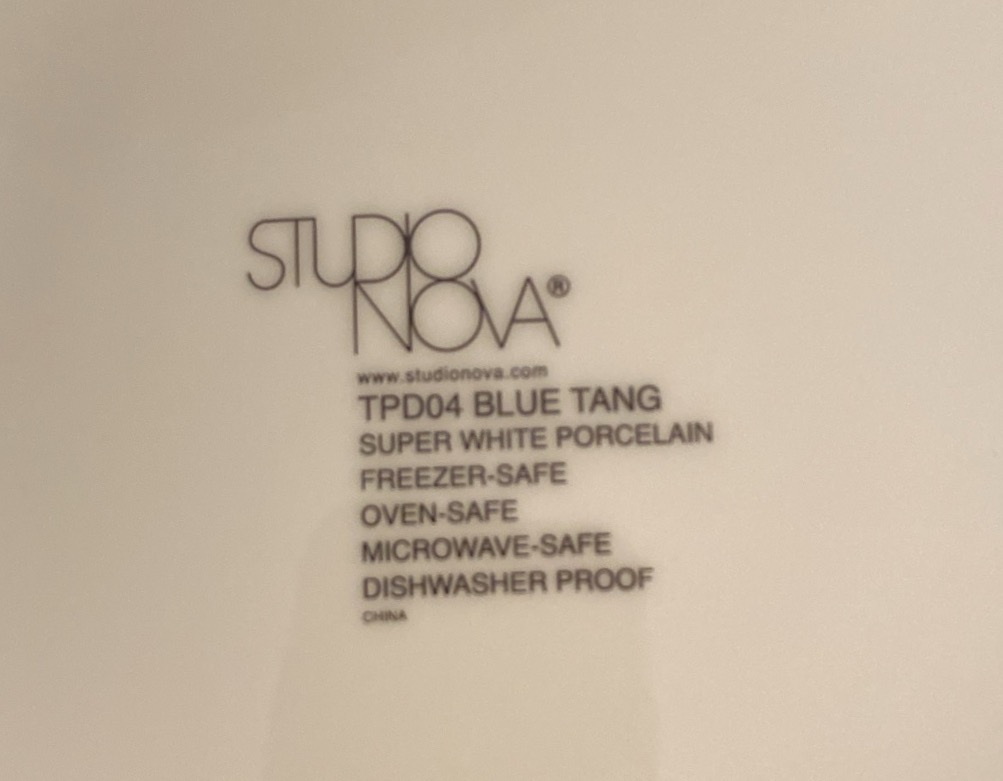 STUDIO
NOVA®
www.studionova.com
TPD04 BLUE TANG
SUPER WHITE PORCELAIN
FREEZER-SAFE
OVEN-SAFE
MICROWAVE-SAFE
DISHWASHER PROOF
CHINA